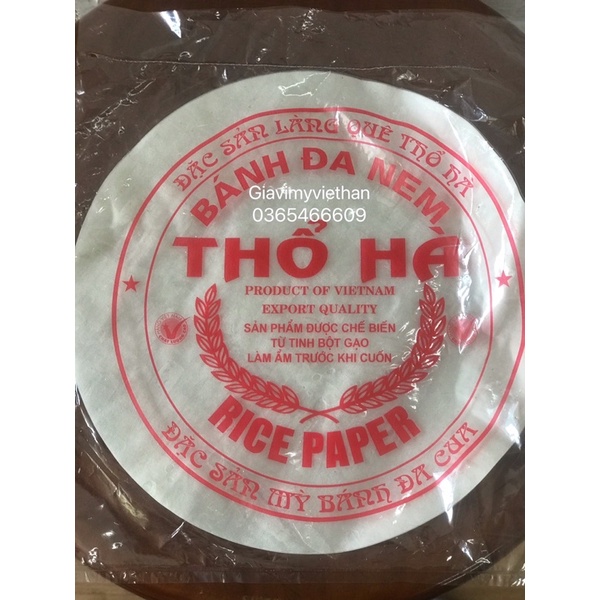 ĐẶC SẢN LÀNG QUÊ THỔ HÀ
BÁNH ĐA NEM
Giavimyviethan
0365466609
THỔ HÀ
PRODUCT OF VIETNAM
EXPORT QUALITY
SẢN PHẨM ĐƯỢC CHẾ BIẾN
TỪ TINH BỘT GẠO
LÀM ẨM TRƯỚC KHI CUỐN
RICE PAPER
ĐẶC SẢN MỲ BÁNH ĐA CUA